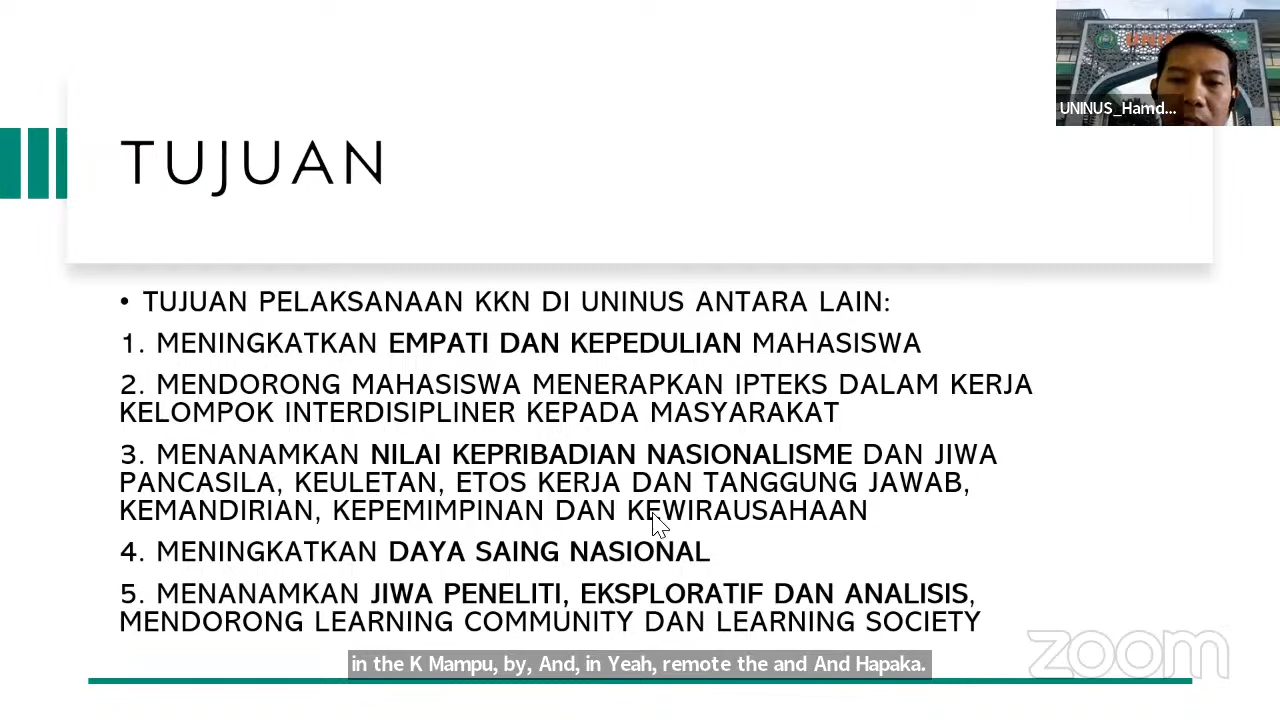 UNINUS_Hamd...
TUJUAN
• TUJUAN PELAKSANAAN KKN DI UNINUS ANTARA LAIN:
1. MENINGKATKAN EMPATI DAN KEPEDULIAN MAHASISWA
2. MENDORONG MAHASISWA MENERAPKAN IPTEKS DALAM KERJA
KELOMPOK INTERDISIPLINER KEPADA MASYARAKAT
3. MENANAMKAN NILAI KEPRIBADIAN NASIONALISME DAN JIWA
PANCASILA, KEULETAN, ETOS KERJA DAN TANGGUNG JAWAB,
KEMANDIRIAN, KEPEMIMPINAN DAN KEWIRAUSAHAAN
4. MENINGKATKAN DAYA SAING NASIONAL
5. MENANAMKAN JIWA PENELITI, EKSPLORATIF DAN ANALISIS,
MENDORONG LEARNING COMMUNITY DAN LEARNING SOCIETY
zoom
in the K Mampu, by, And, in Yeah, remote the and And Hapaka.